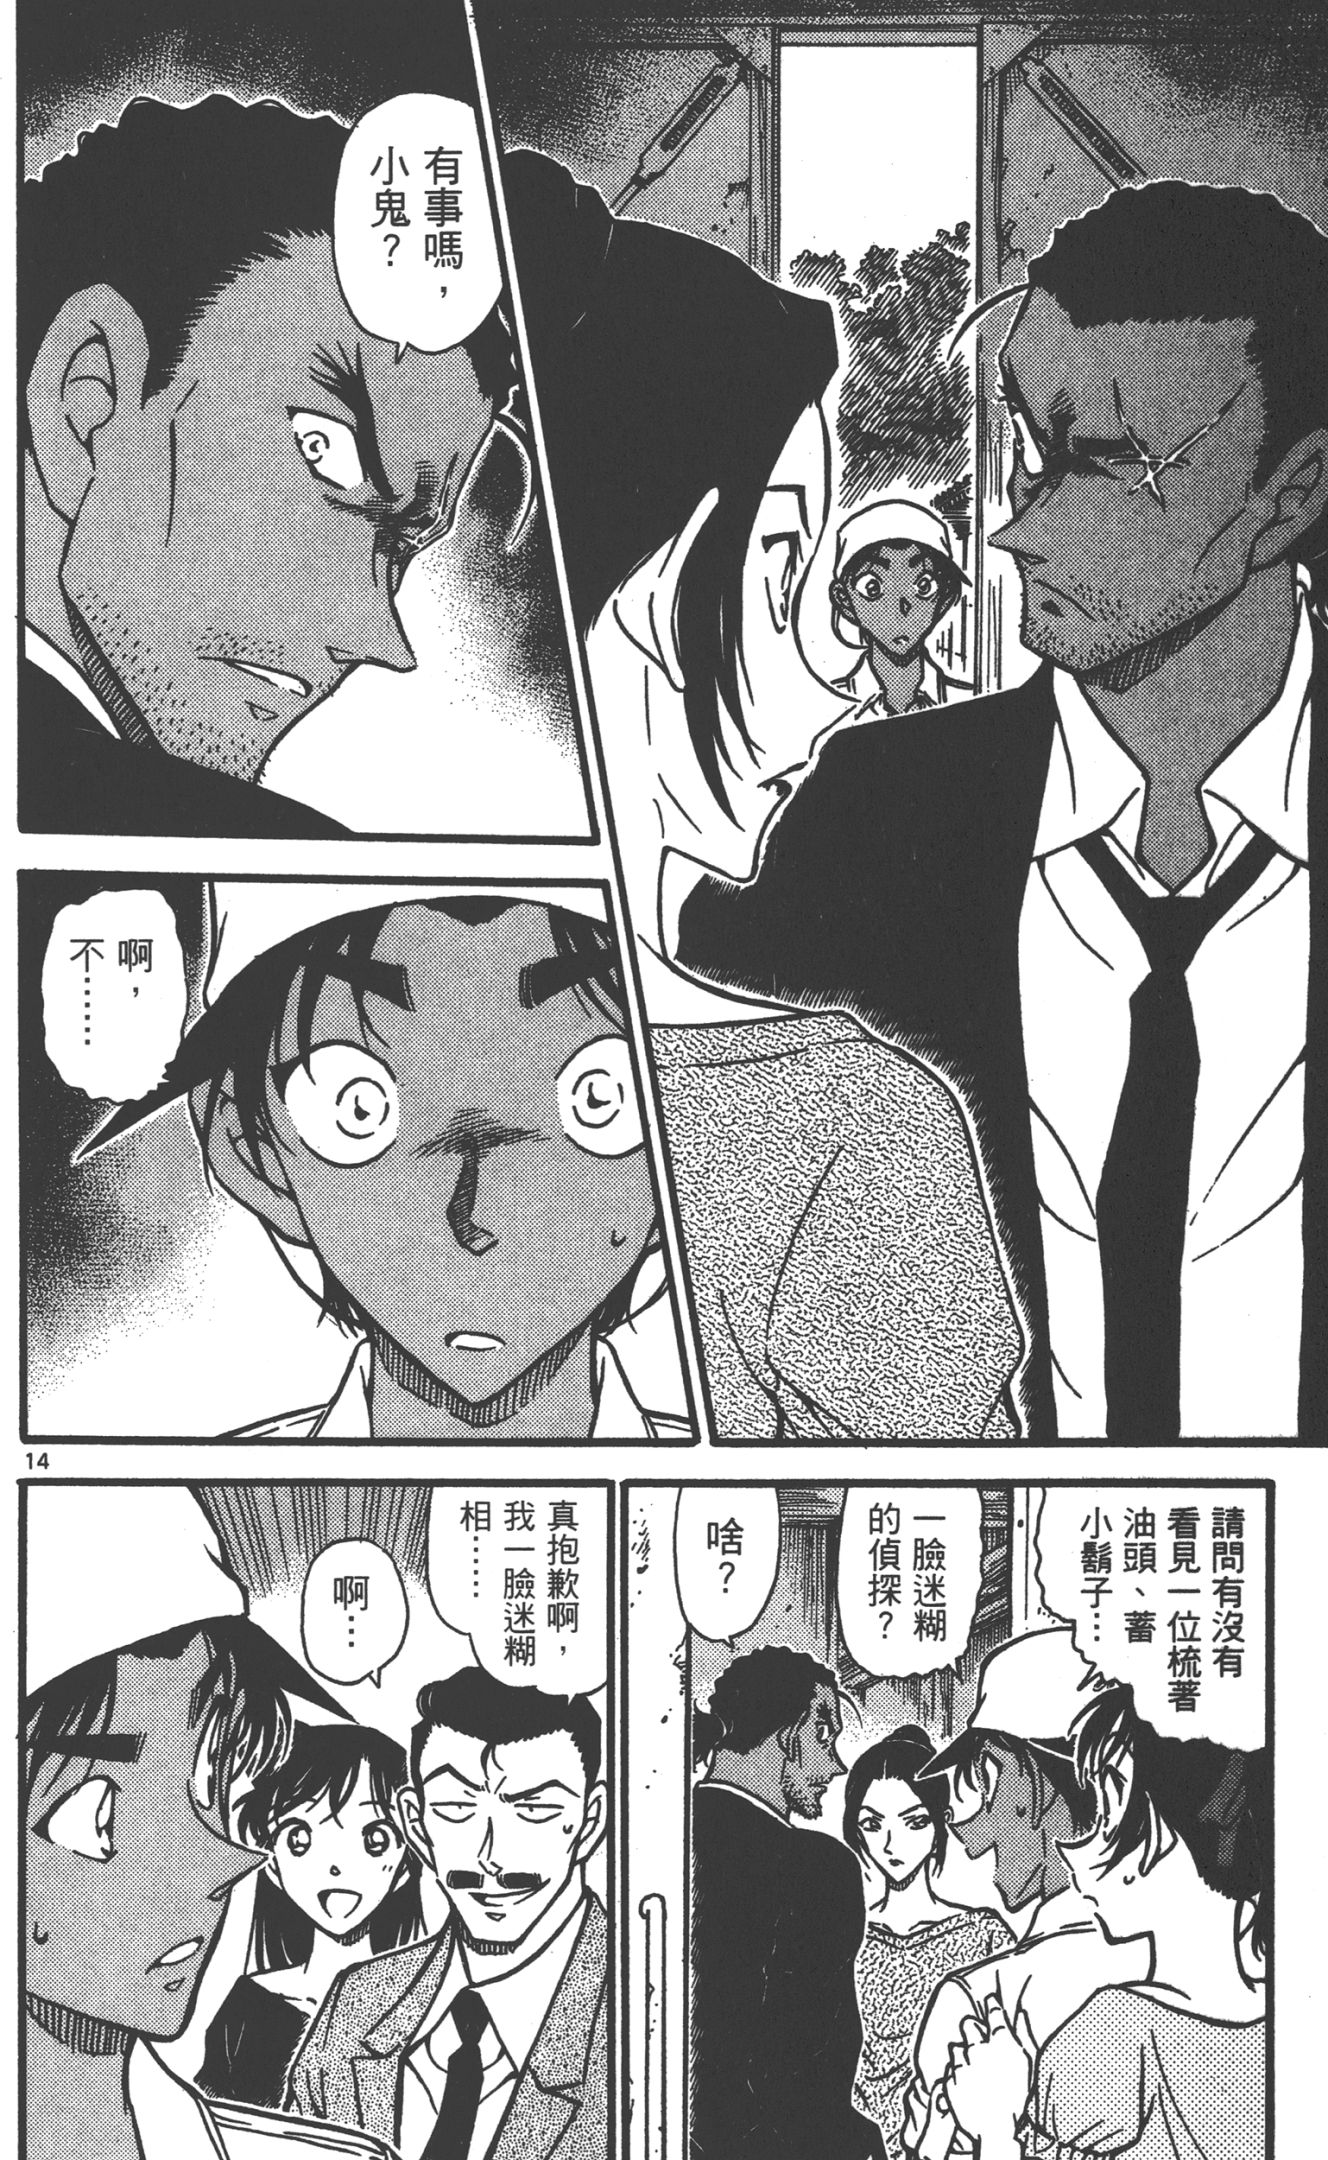 有事嗎，
小鬼？
啊，
不……
14
請問有沒有
看見一位梳著
油頭、蓄
小鬍子…
一臉迷糊
的偵探？
啥？
真抱歉啊，
我一臉迷糊
相……
啊…